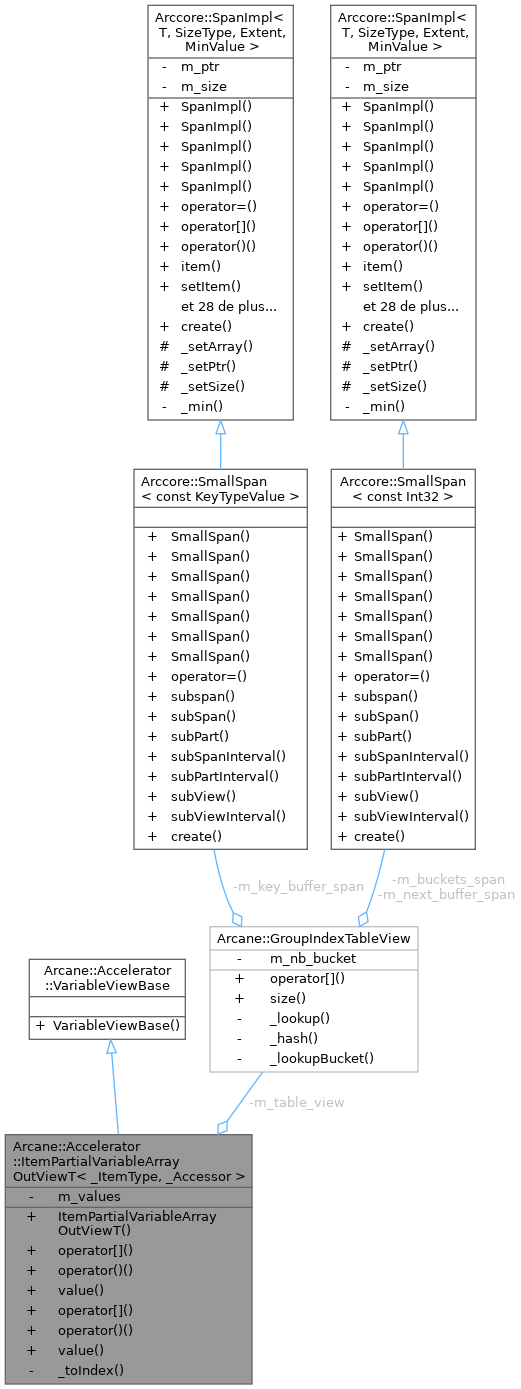 Arccore::SpanImpl<
T, SizeType, Extent,
MinValue >
- m_ptr
- m_size
+ SpanImpl()
+ SpanImpl()
+ SpanImpl()
+ SpanImpl()
+ SpanImpl()
+ operator=()
+ operator[]()
+ operator()()
+ item()
+ setItem()
et 28 de plus...
+ create()
# _setArray()
# _setPtr()
# _setSize()
- _min()
Arccore::SpanImpl<
T, SizeType, Extent,
MinValue >
- m_ptr
- m_size
+ SpanImpl()
+ SpanImpl()
+ SpanImpl()
+ SpanImpl()
+ SpanImpl()
+ operator=()
+ operator[]()
+ operator()()
+ item()
+ setItem()
et 28 de plus...
+ create()
# _setArray()
# _setPtr()
# _setSize()
- _min()
Arccore::SmallSpan
< const KeyTypeValue >
+ SmallSpan()
+ SmallSpan()
+ SmallSpan()
+ SmallSpan()
+ SmallSpan()
+ SmallSpan()
+ SmallSpan()
+ operator=()
+ subspan()
+ subSpan()
+ subPart()
+ subSpanInterval()
+ subPartInterval()
+ subView()
+ subViewInterval()
+ create()
Arccore::SmallSpan
< const Int32 >
+ SmallSpan()
+ SmallSpan()
+ SmallSpan()
+ SmallSpan()
+ SmallSpan()
+ SmallSpan()
+ SmallSpan()
+ operator=()
+ subspan()
+ subSpan()
+ subPart()
+ subSpanInterval()
+ subPartInterval()
+ subView()
+ subViewInterval()
+ create()
-m_key_buffer_span
-m_buckets_span
-m_next_buffer_span
Arcane::GroupIndexTableView
- m_nb_bucket
+ operator[]()
+ size()
- _lookup()
- _hash()
- _lookupBucket()
Arcane::Accelerator
::VariableViewBase
+ VariableViewBase()
-m_table_view
Arcane::Accelerator
::ItemPartialVariableArray
OutViewT< _ItemType, _Accessor >
- m_values
+ ItemPartialVariableArray
OutViewT()
+ operator[]()
+ operator()()
+ value()
+ operator[]()
+ operator()()
+ value()
- _toIndex()